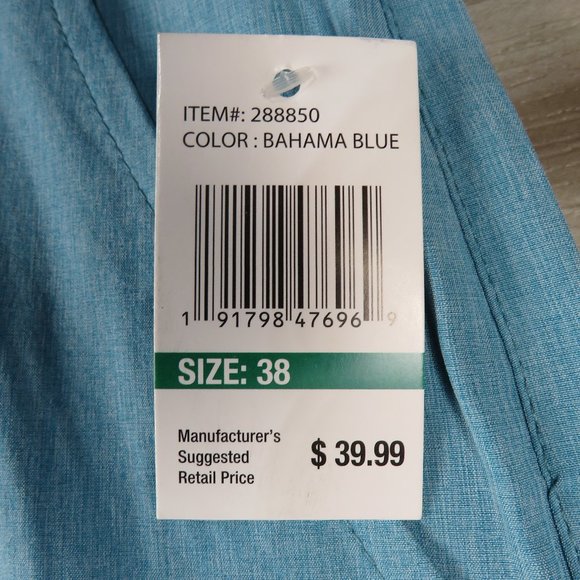 ITEM#: 288850
COLOR : BAHAMA BLUE
1 91798 47696 9
SIZE: 38
Manufacturer's
Suggested
Retail Price
$ 39.99